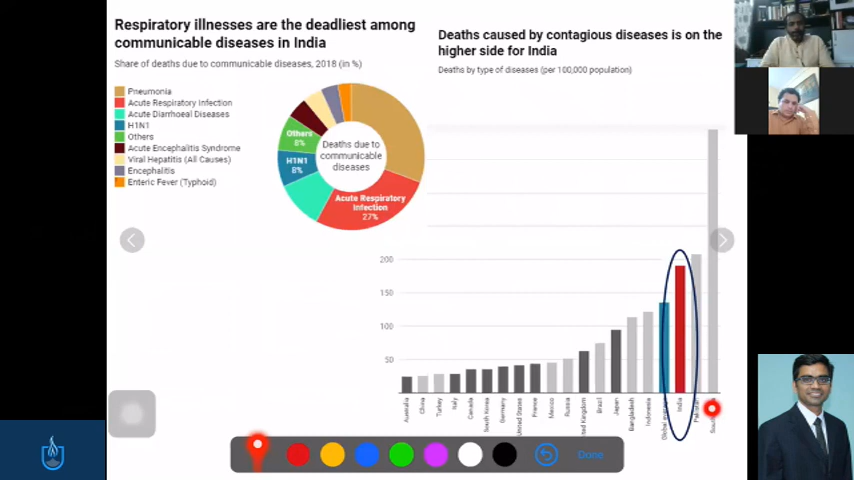 Respiratory illnesses are the deadliest among
communicable diseases in India
Share of deaths due to communicable diseases, 2018 (in %)
Pneumonia
Acute Respiratory Infection
Acute Diarrhoeal Diseases
H1N1
Others
Acute Encephalitis Syndrome
Viral Hepatitis (All Causes)
Encephalitis
Enteric Fever (Typhoid)
Others
8%
H1N1
8%
Deaths due to
communicable
diseases
Acute Respiratory
Infection
27%
Deaths caused by contagious diseases is on the
higher side for India
Deaths by type of diseases (per 100,000 population)
200
150
100
50
Australia
China
Turkey
Italy
Canada
South Korea
Germany
United States
France
Mexico
Russia
United Kingdom
Brazil
Japan
Bangladesh
Indonesia
Global
India
Pakistan
Done